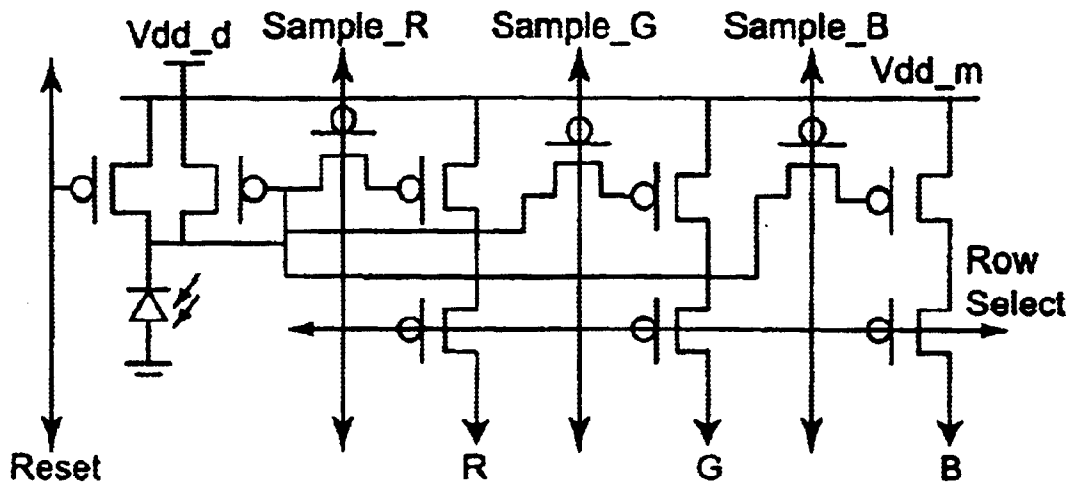 Vdd_d
Sample_R
Sample_G
Sample_B
Vdd_m
Row
Select
Reset
R
G
B